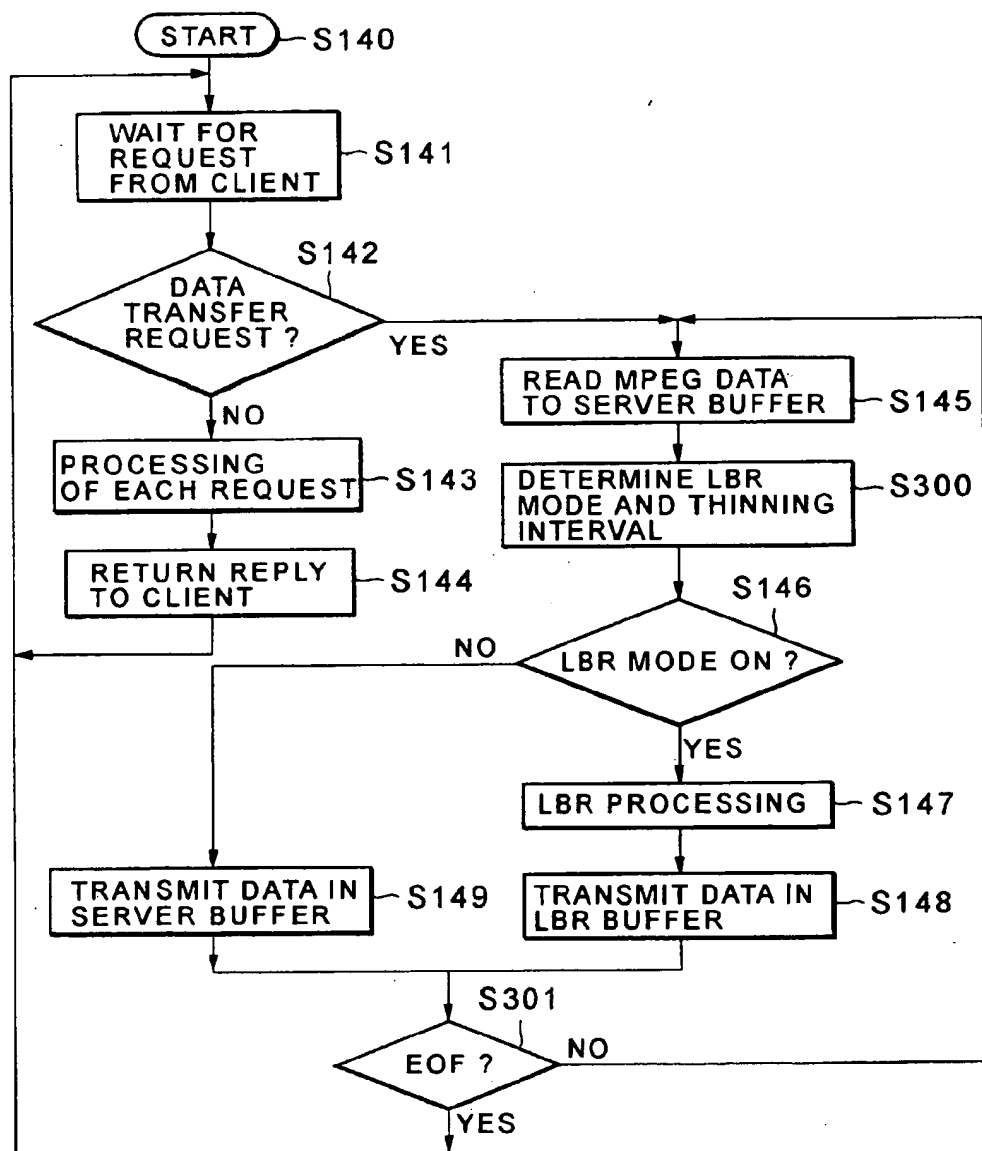 START
S140
WAIT FOR
REQUEST
FROM CLIENT
S141
S142
DATA
TRANSFER
REQUEST ?
YES
NO
READ MPEG DATA
TO SERVER BUFFER
S145
PROCESSING
OF EACH REQUEST
S143
DETERMINE LBR
MODE AND THINNING
INTERVAL
S300
RETURN REPLY
TO CLIENT
S144
S146
LBR MODE ON ?
NO
YES
LBR PROCESSING
S147
TRANSMIT DATA IN
SERVER BUFFER
S149
TRANSMIT DATA IN
LBR BUFFER
S148
S301
EOF ?
NO
YES